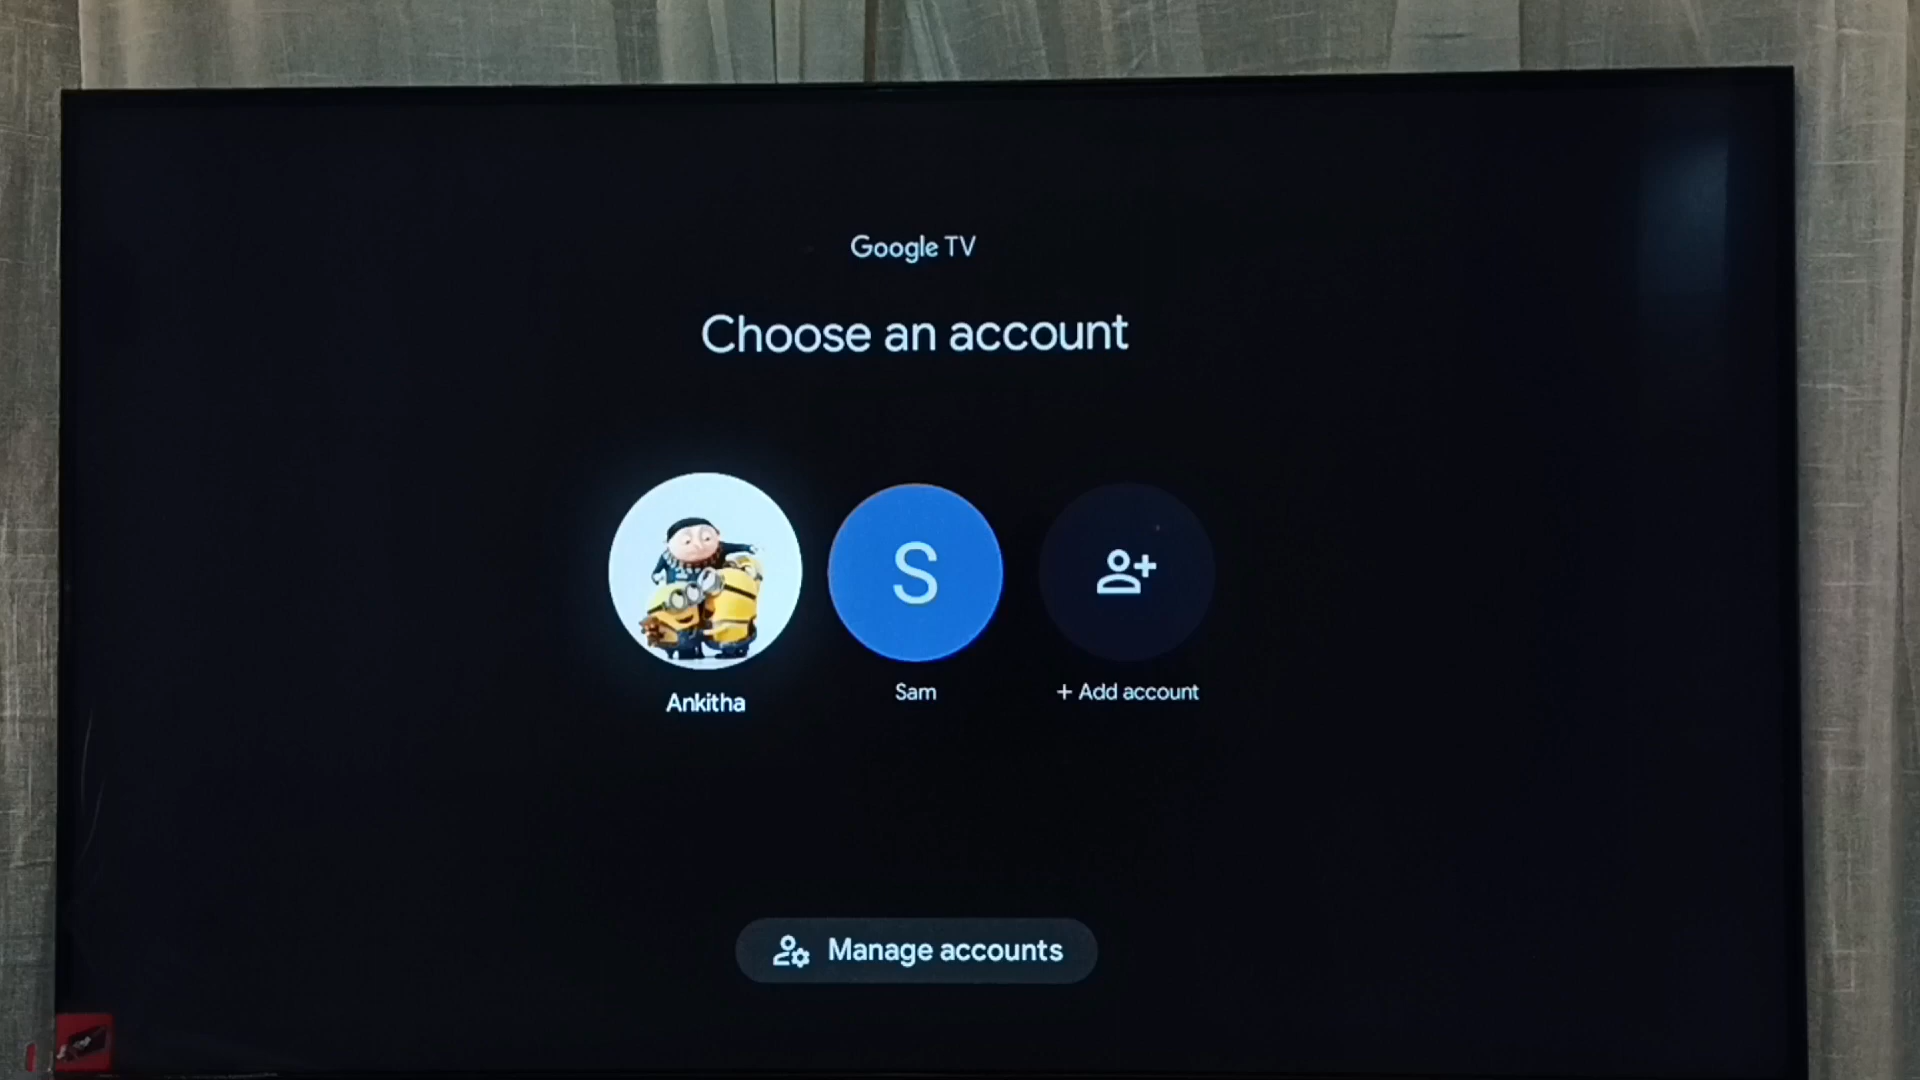 Google TV
Choose an account
S
Ankitha
Sam
+ Add account
Manage accounts